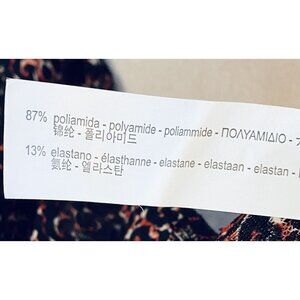 87% poliamida - polyamide - poliammide - ΠΟΛΥΑΜΙΔΙΟ -
锦纶 - 폴리아미드
13% elastano - élasthanne - elastane - elastaan - elastan -
氨纶 - 엘라스탄